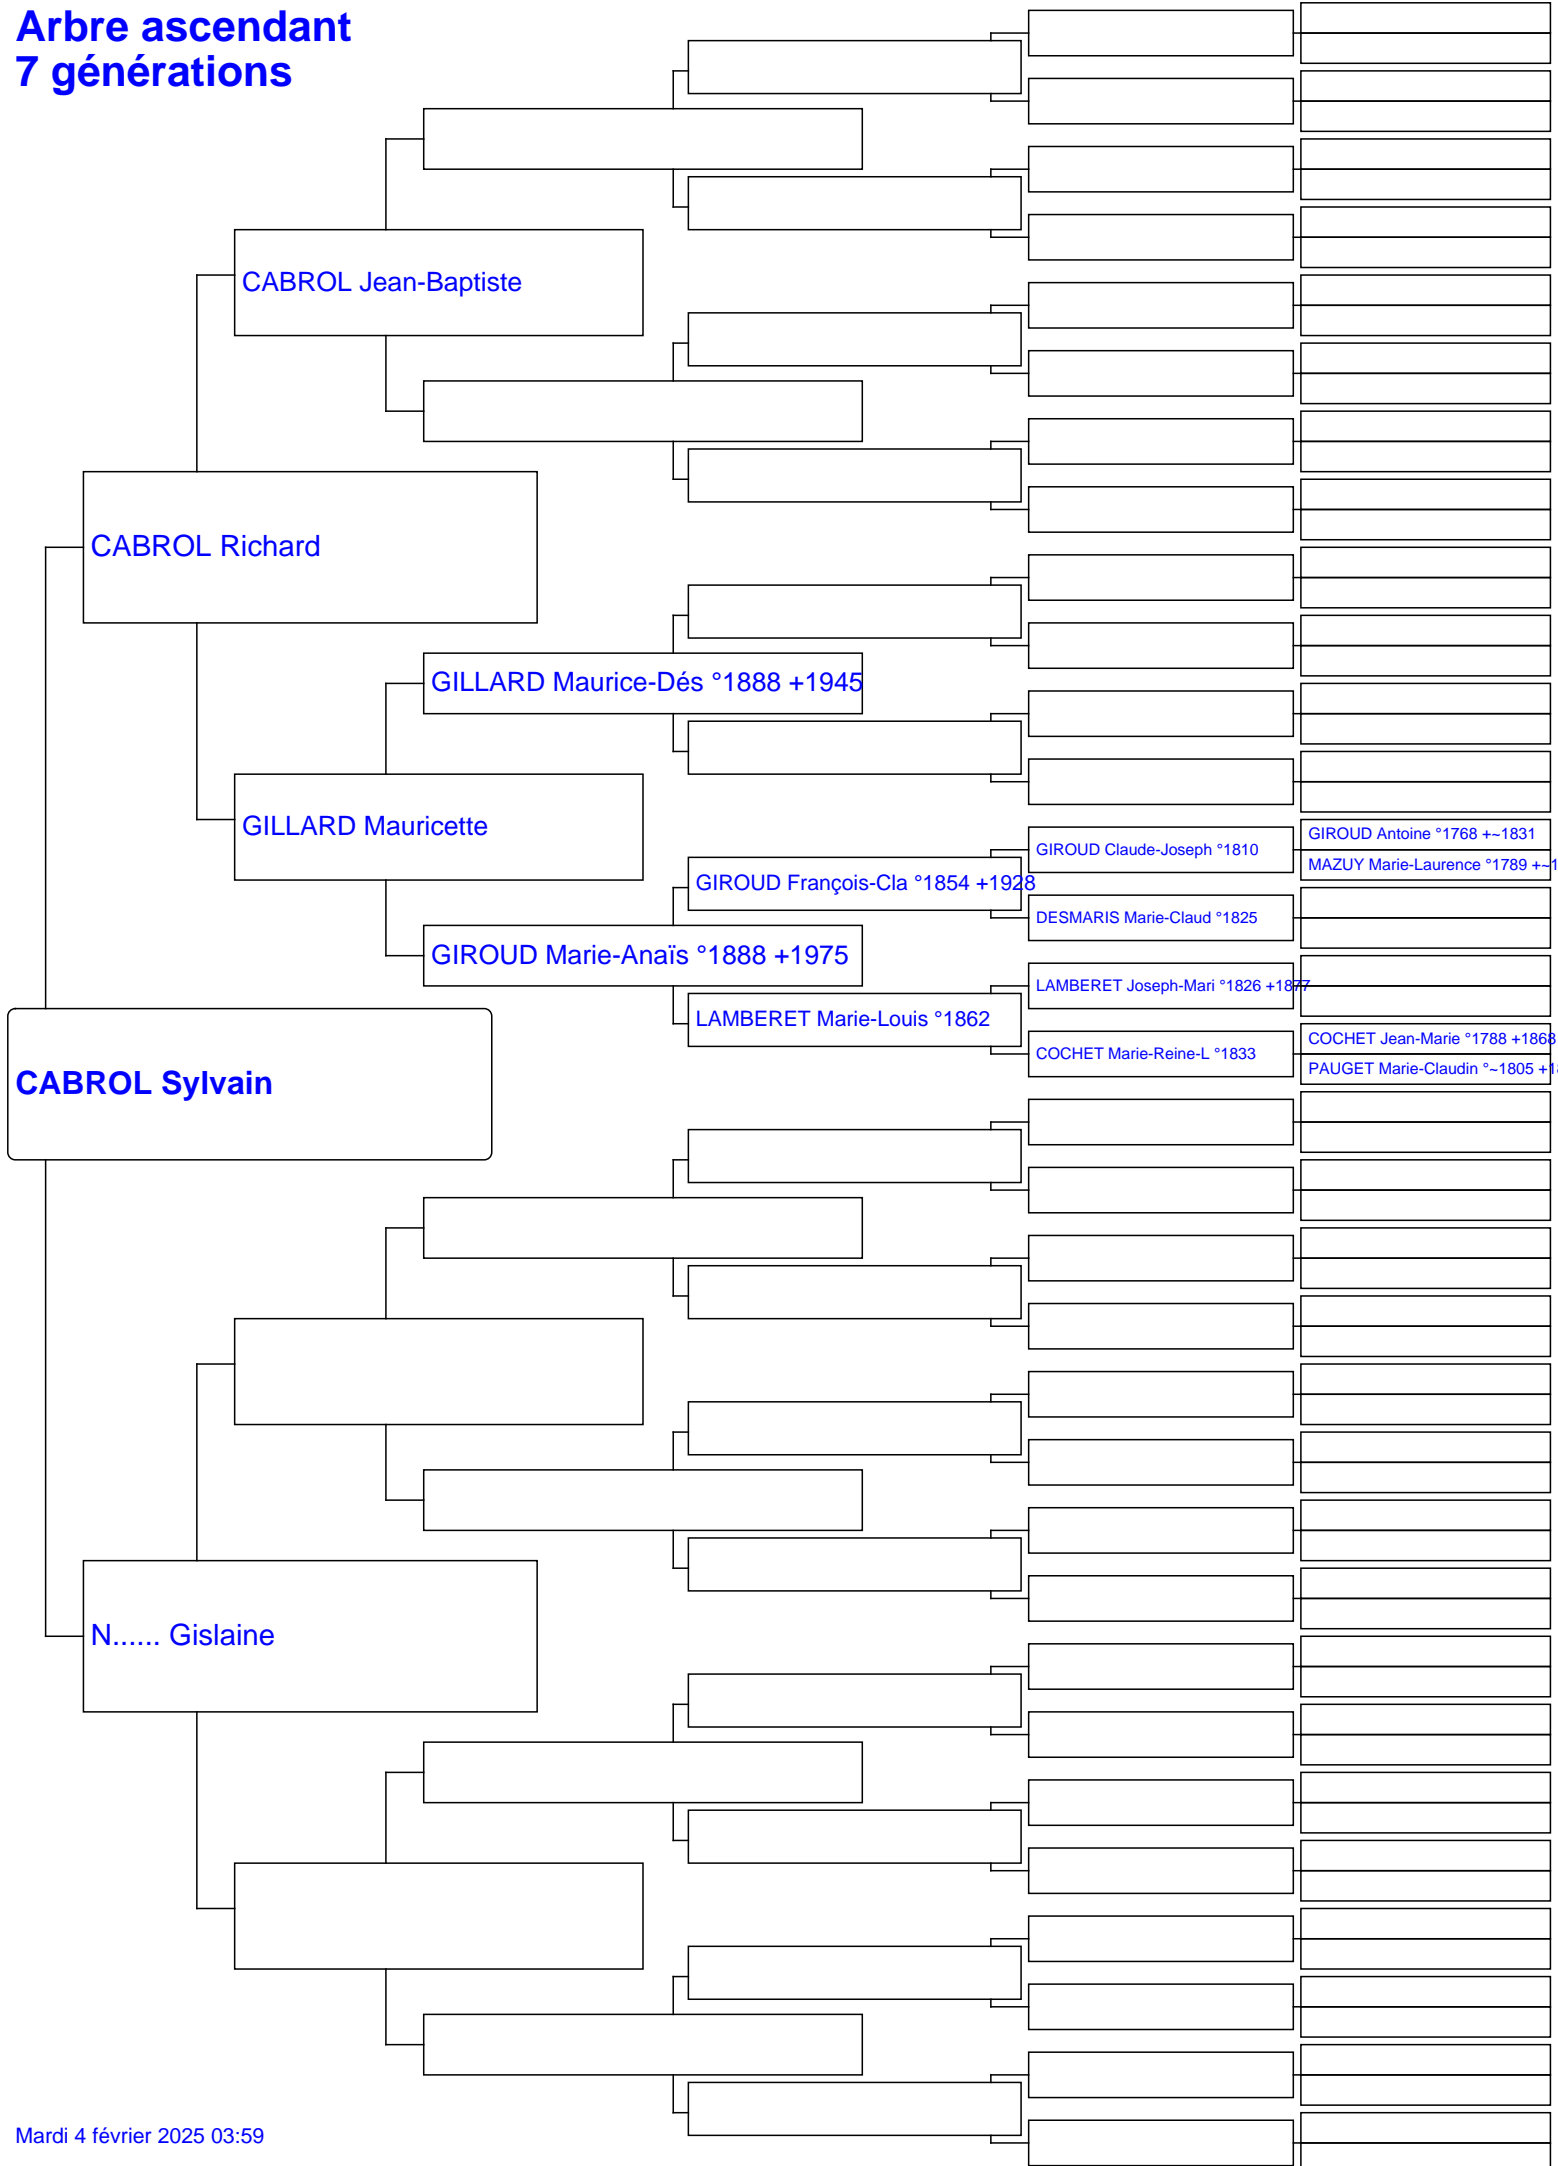 Arbre ascendant
7 générations
CABROL Jean-Baptiste
CABROL Richard
GILLARD Maurice-Dés °1888 +1945
GILLARD Mauricette
GIROUD Antoine °1768 +~1831
GIROUD Claude-Joseph °1810
MAZUY Marie-Laurence °1789 +~1
GIROUD François-Cla °1854 +1928
DESMARIS Marie-Claud °1825
GIROUD Marie-Anaïs °1888 +1975
LAMBERET Joseph-Mari °1826 +1877
LAMBERET Marie-Louis °1862
COCHET Jean-Marie °1788 +1868
COCHET Marie-Reine-L °1833
PAUGET Marie-Claudin °~1805 +18
CABROL Sylvain
N...... Gislaine
Mardi 4 février 2025 03:59